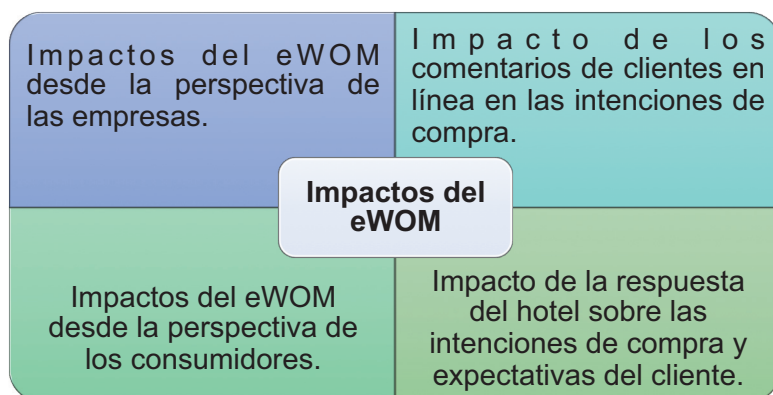 Impactos del eWOM
desde la perspectiva de
las empresas.
Impacto de los
comentarios de clientes en
línea en las intenciones de
compra.
Impactos del
eWOM
Impactos del eWOM
desde la perspectiva de
los consumidores.
Impacto de la respuesta
del hotel sobre las
intenciones de compra y
expectativas del cliente.